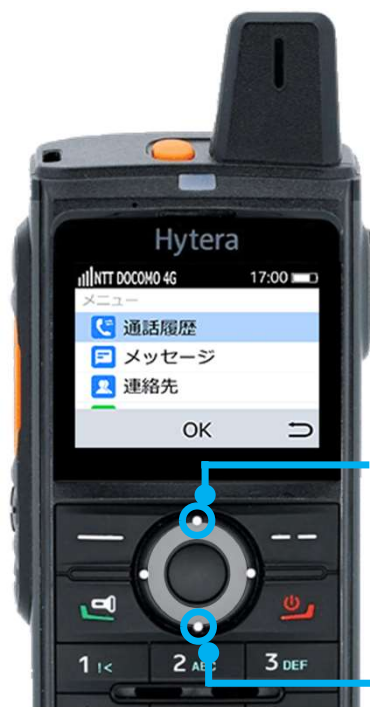 Hytera
NTT DOCOMO 4G 17:00
メニュー
通話履歴
メッセージ
連絡先
OK
1 !< 2 ABC 3 DEF